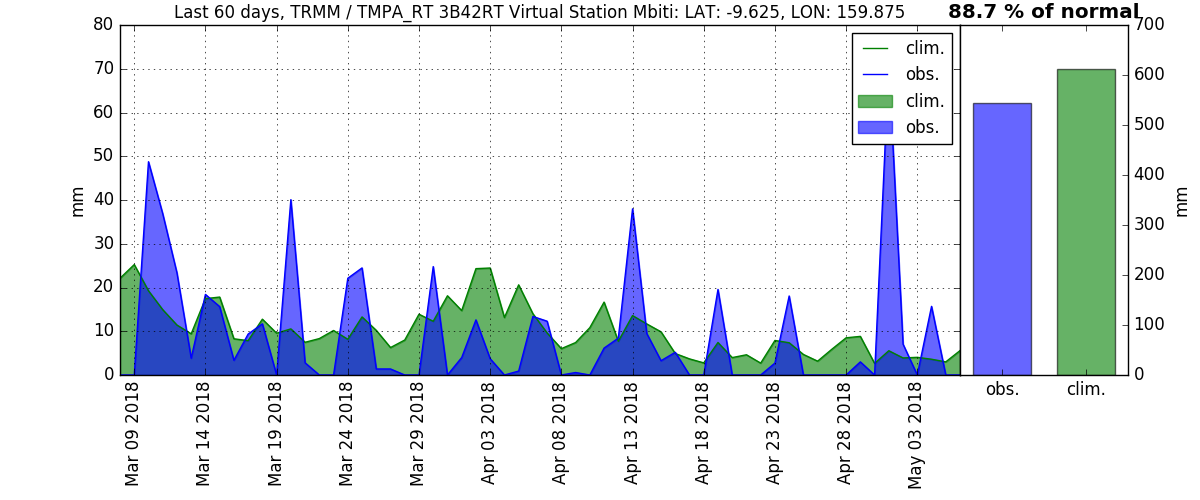 Last 60 days, TRMM / TMPA_RT 3B42RT Virtual Station Mbiti: LAT: -9.625, LON: 159.875
88.7 % of normal
80
70
60
50
40
30
20
10
0
mm
clim.
obs.
clim.
obs.
Mar 09 2018
Mar 14 2018
Mar 19 2018
Mar 24 2018
Mar 29 2018
Apr 03 2018
Apr 08 2018
Apr 13 2018
Apr 18 2018
Apr 23 2018
Apr 28 2018
May 03 2018
700
600
500
400
300
200
100
0
mm
obs.
clim.